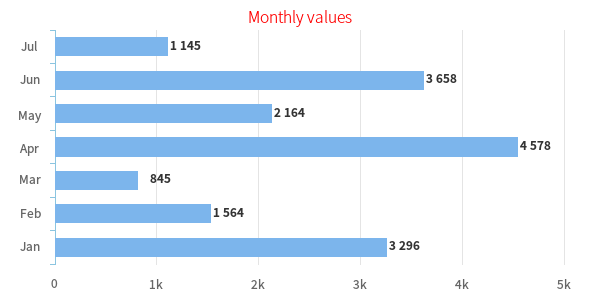 Monthly values
Jul 1 145
Jun 3 658
May 2 164
Apr 4 578
Mar 845
Feb 1 564
Jan 3 296
0 1k 2k 3k 4k 5k